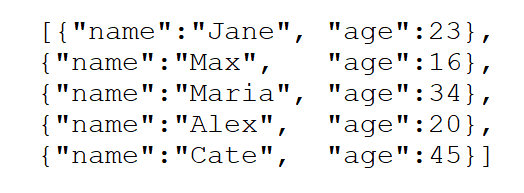 [{"name":"Jane", "age":23},
{"name":"Max", "age":16},
{"name":"Maria", "age":34},
{"name":"Alex", "age":20},
{"name":"Cate", "age":45}]